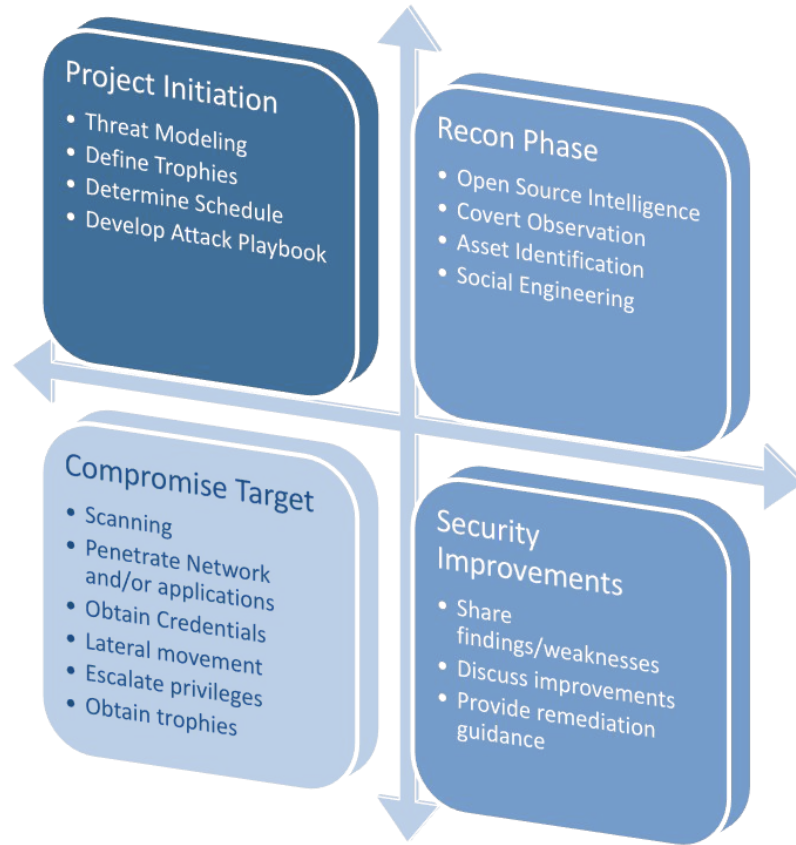 Project Initiation
• Threat Modeling
• Define Trophies
• Determine Schedule
• Develop Attack Playbook
Recon Phase
• Open Source Intelligence
• Covert Observation
• Asset Identification
• Social Engineering
Compromise Target
• Scanning
• Penetrate Network
and/or applications
• Obtain Credentials
• Lateral movement
• Escalate privileges
• Obtain trophies
Security
Improvements
• Share
findings/weaknesses
• Discuss improvements
• Provide remediation
guidance